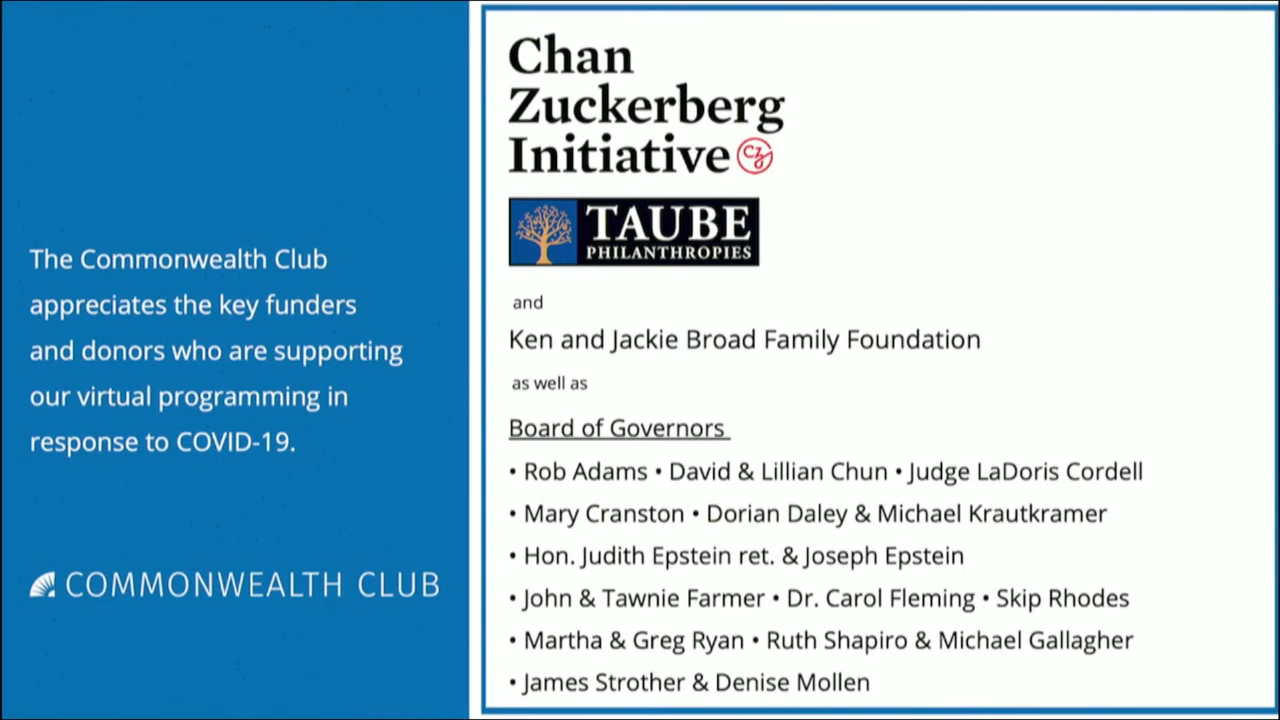 The Commonwealth Club
appreciates the key funders
and donors who are supporting
our virtual programming in
response to COVID-19.
COMMONWEALTH CLUB
Chan
Zuckerberg
Initiative CZI
TAUBE
PHILANTHROPIES
and
Ken and Jackie Broad Family Foundation
as well as
Board of Governors
• Rob Adams • David & Lillian Chun • Judge LaDoris Cordell
• Mary Cranston • Dorian Daley & Michael Krautkramer
• Hon. Judith Epstein ret. & Joseph Epstein
• John & Tawnie Farmer • Dr. Carol Fleming • Skip Rhodes
• Martha & Greg Ryan • Ruth Shapiro & Michael Gallagher
• James Strother & Denise Mollen